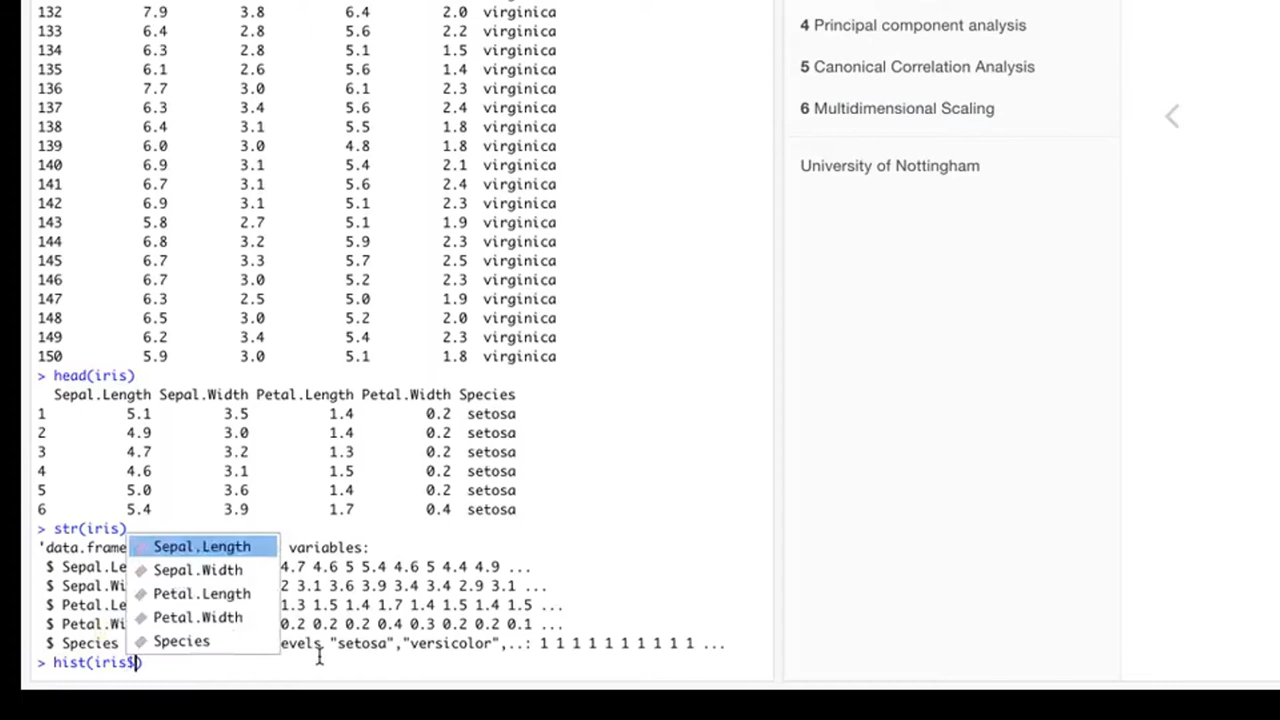 132 7.9 3.8 6.4 2.0 virginica
133 6.4 2.8 5.6 2.2 virginica
134 6.3 2.8 5.1 1.5 virginica
135 6.1 2.6 5.6 1.4 virginica
136 7.7 3.0 6.1 2.3 virginica
137 6.3 3.4 5.6 2.4 virginica
138 6.4 3.1 5.5 1.8 virginica
139 6.0 3.0 4.8 1.8 virginica
140 6.9 3.1 5.4 2.1 virginica
141 6.7 3.1 5.6 2.4 virginica
142 6.9 3.1 5.1 2.3 virginica
143 5.8 2.7 5.1 1.9 virginica
144 6.8 3.2 5.9 2.3 virginica
145 6.7 3.3 5.7 2.5 virginica
146 6.7 3.0 5.2 2.3 virginica
147 6.3 2.5 5.0 1.9 virginica
148 6.5 3.0 5.2 2.0 virginica
149 6.2 3.4 5.4 2.3 virginica
150 5.9 3.0 5.1 1.8 virginica
> head(iris)
Sepal.Length Sepal.Width Petal.Length Petal.Width Species
1 5.1 3.5 1.4 0.2 setosa
2 4.9 3.0 1.4 0.2 setosa
3 4.7 3.2 1.3 0.2 setosa
4 4.6 3.1 1.5 0.2 setosa
5 5.0 3.6 1.4 0.2 setosa
6 5.4 3.9 1.7 0.4 setosa
> str(iris)
'data.frame variables:
$ Sepal.Le 4.7 4.6 5 5.4 4.6 5 4.4 4.9 ...
$ Sepal.Wi 2 3.1 3.6 3.9 3.4 3.4 2.9 3.1 ...
$ Petal.Le 1.3 1.5 1.4 1.7 1.4 1.5 1.4 1.5 ...
$ Petal.Wi 0.2 0.2 0.2 0.4 0.3 0.2 0.2 0.1 ...
$ Species evels "setosa","versicolor",..: 1 1 1 1 1 1 1 1 1 1 ...
> hist(iris$)
Sepal.Length
Sepal.Width
Petal.Length
Petal.Width
Species
4 Principal component analysis
5 Canonical Correlation Analysis
6 Multidimensional Scaling
University of Nottingham